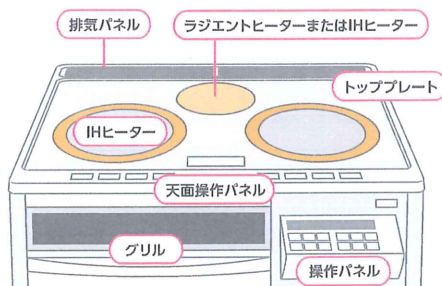 排気パネル
ラジエントヒーターまたはIHヒーター
トッププレート
IHヒーター
天面操作パネル
グリル
操作パネル